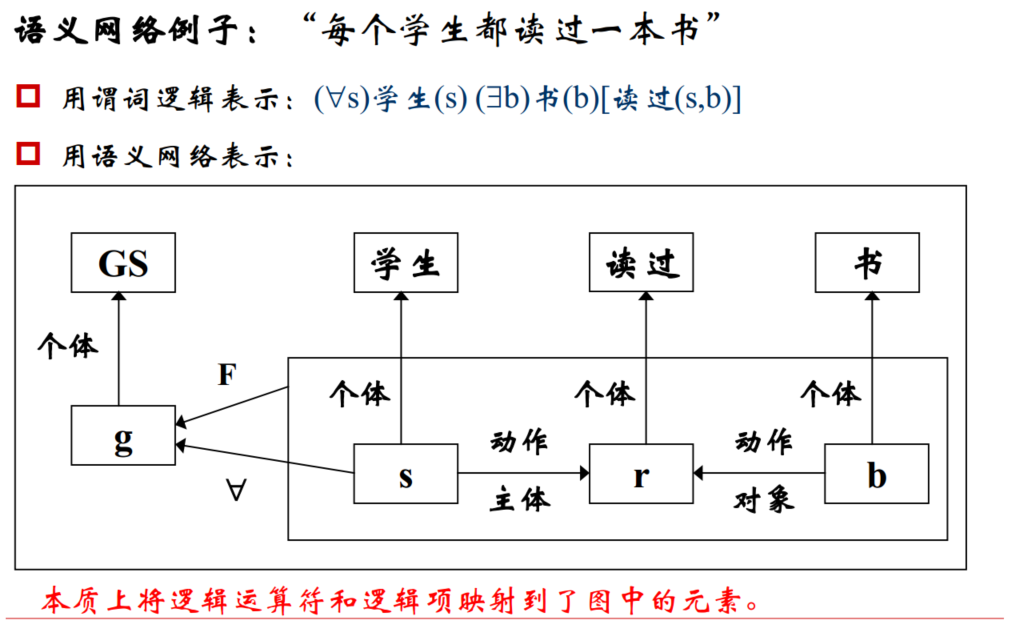 语义网络例子：“每个学生都读过一本书”
用谓词逻辑表示：(∀s)学生(s) (∃b)书(b)[读过(s,b)]
用语义网络表示：
GS 学生 读过 书
个体
F
个体 个体 个体
g
动作 动作
s r b
∀
主体 对象
本质上将逻辑运算符和逻辑项映射到了图中的元素。